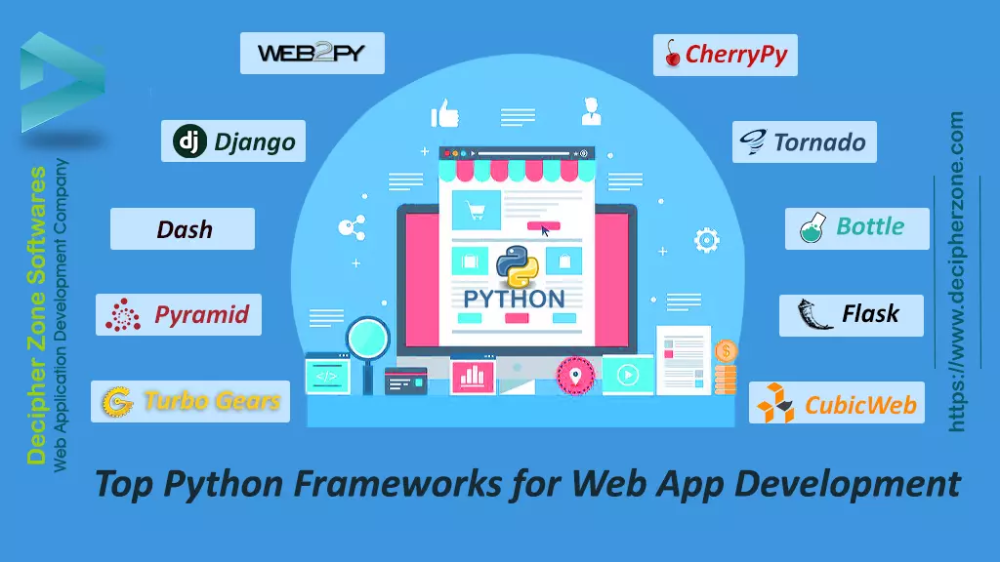 WEB2PY
CherryPy
dj Django
Tornado
Dash
Bottle
Pyramid
Flask
Turbo Gears
CubicWeb
PYTHON
</>
$
Top Python Frameworks for Web App Development
Decipher Zone Softwares
Web Application Development Company
https://www.decipherzone.com